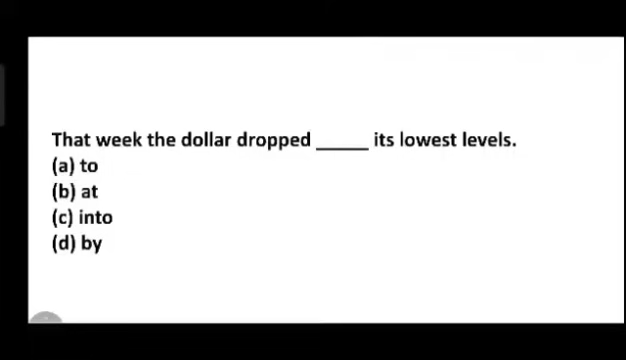 That week the dollar dropped _____ its lowest levels.
(a) to
(b) at
(c) into
(d) by